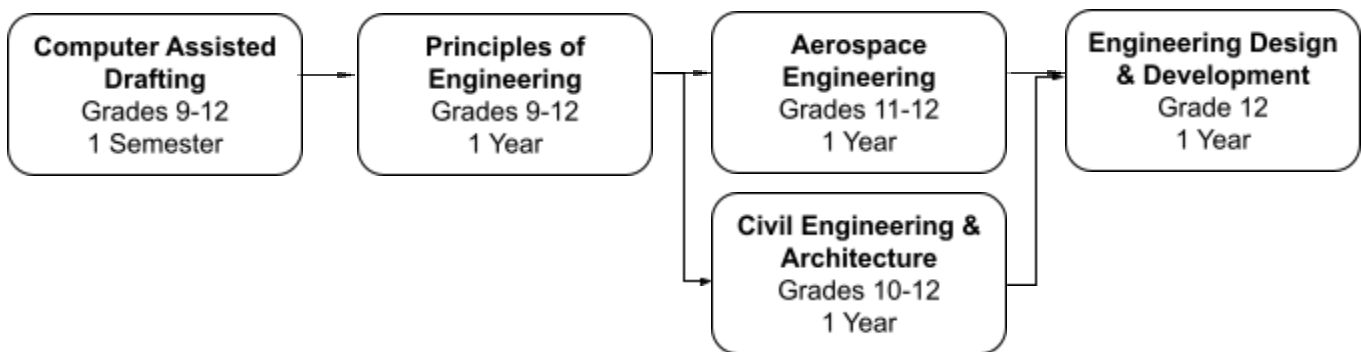 Computer Assisted
Drafting
Grades 9-12
1 Semester
Principles of
Engineering
Grades 9-12
1 Year
Aerospace
Engineering
Grades 11-12
1 Year
Civil Engineering &
Architecture
Grades 10-12
1 Year
Engineering Design
& Development
Grade 12
1 Year